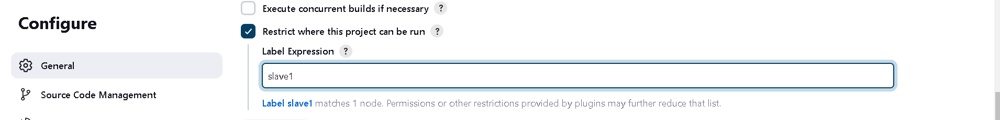 Configure
General
Source Code Management
Execute concurrent builds if necessary ?
Restrict where this project can be run ?
Label Expression ?
slave1
Label slave1 matches 1 node. Permissions or other restrictions provided by plugins may further reduce that list.